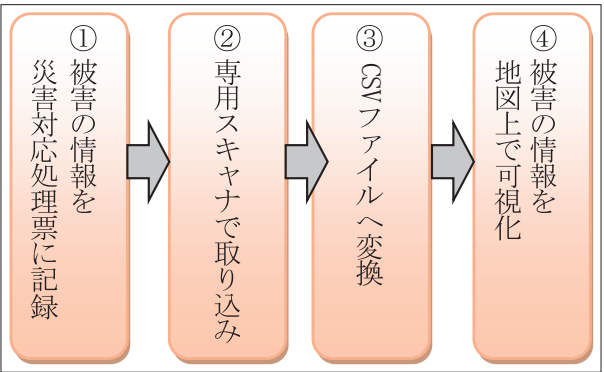 ①被害の情報を
災害対応処理票に記録
②専用スキャナで取り込み
③CSVファイルへ変換
④被害の情報を
地図上で可視化